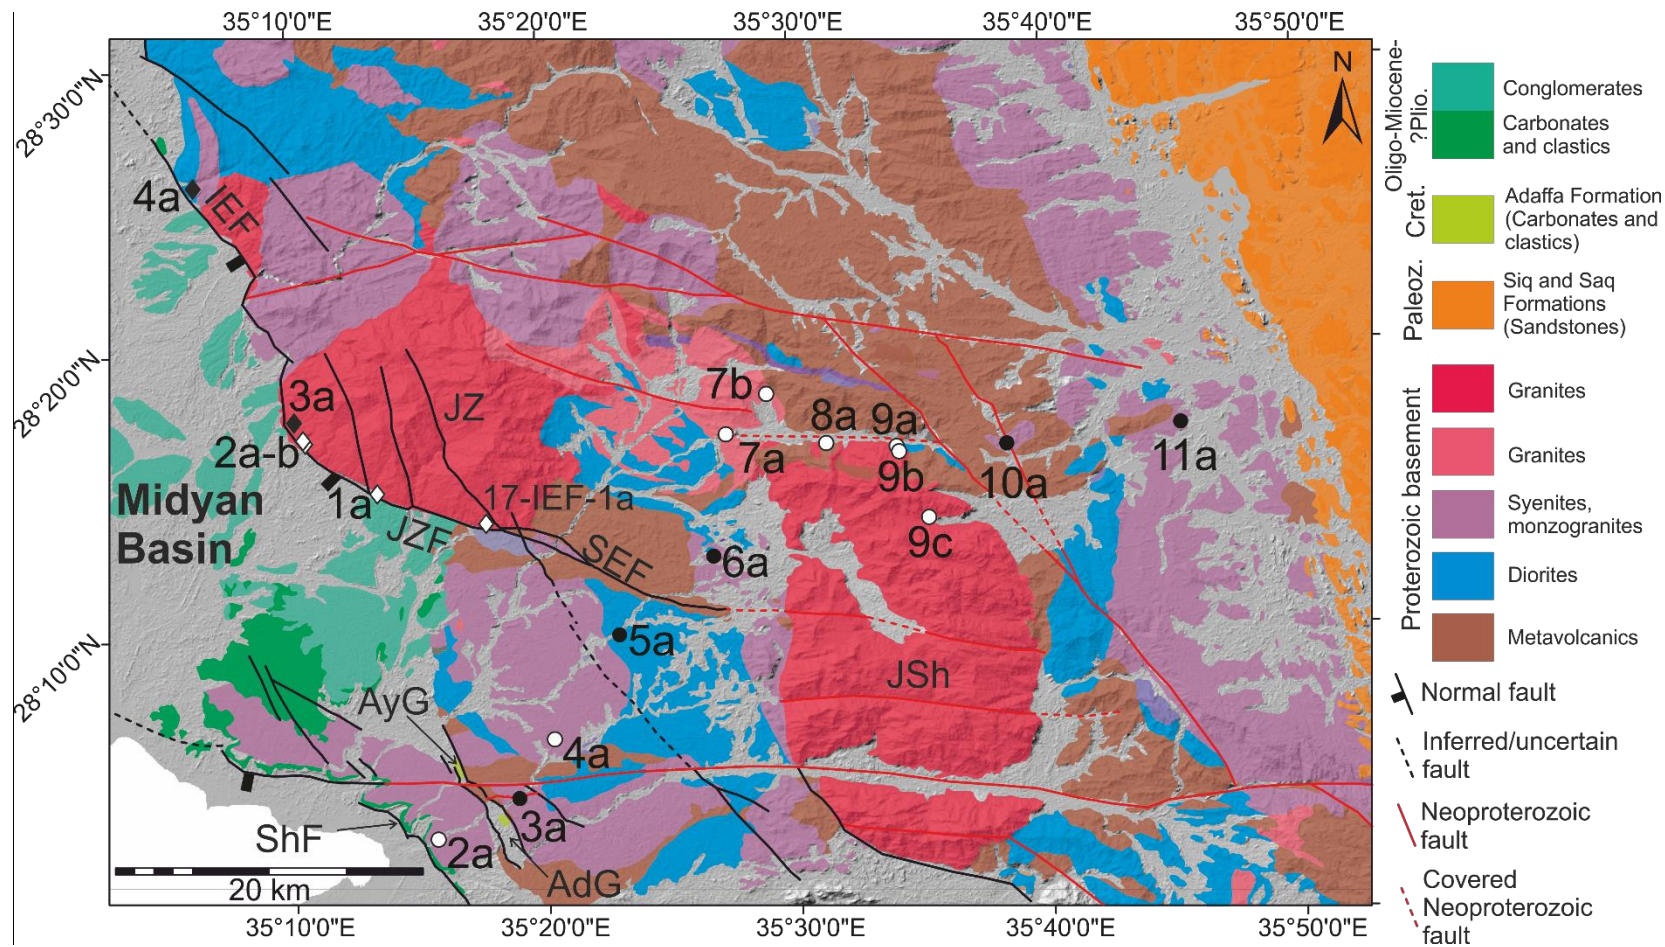 35°10'0"E 35°20'0"E 35°30'0"E 35°40'0"E 35°50'0"E
28°30'0"N
28°20'0"N
28°10'0"N
N
4a
IEF
3a
JZ
2a-b
1a
JZF
17-IEF-1a
SEF
Midyan
Basin
7b
8a
9a
7a
9b
10a
11a
9c
6a
5a
JSh
AyG
4a
3a
ShF
2a
AdG
20 km
35°10'0"E 35°20'0"E 35°30'0"E 35°40'0"E 35°50'0"E
Oligo-Miocene-
?Plio.
Conglomerates
Carbonates
and clastics
Cret.
Adaffa Formation
(Carbonates and
clastics)
Paleoz.
Siq and Saq
Formations
(Sandstones)
Proterozoic basement
Granites
Granites
Syenites,
monzogranites
Diorites
Metavolcanics
Normal fault
Inferred/uncertain
fault
Neoproterozoic
fault
Covered
Neoproterozoic
fault